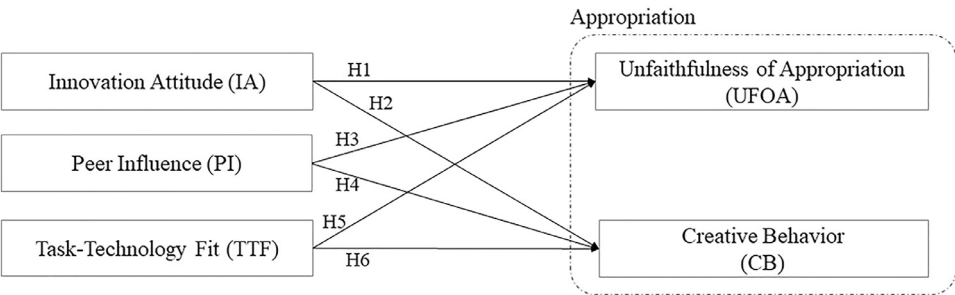 Appropriation
Innovation Attitude (IA)
H1
Unfaithfulness of Appropriation
(UFOA)
H2
Peer Influence (PI)
H3
H4
Task-Technology Fit (TTF)
H5
H6
Creative Behavior
(CB)